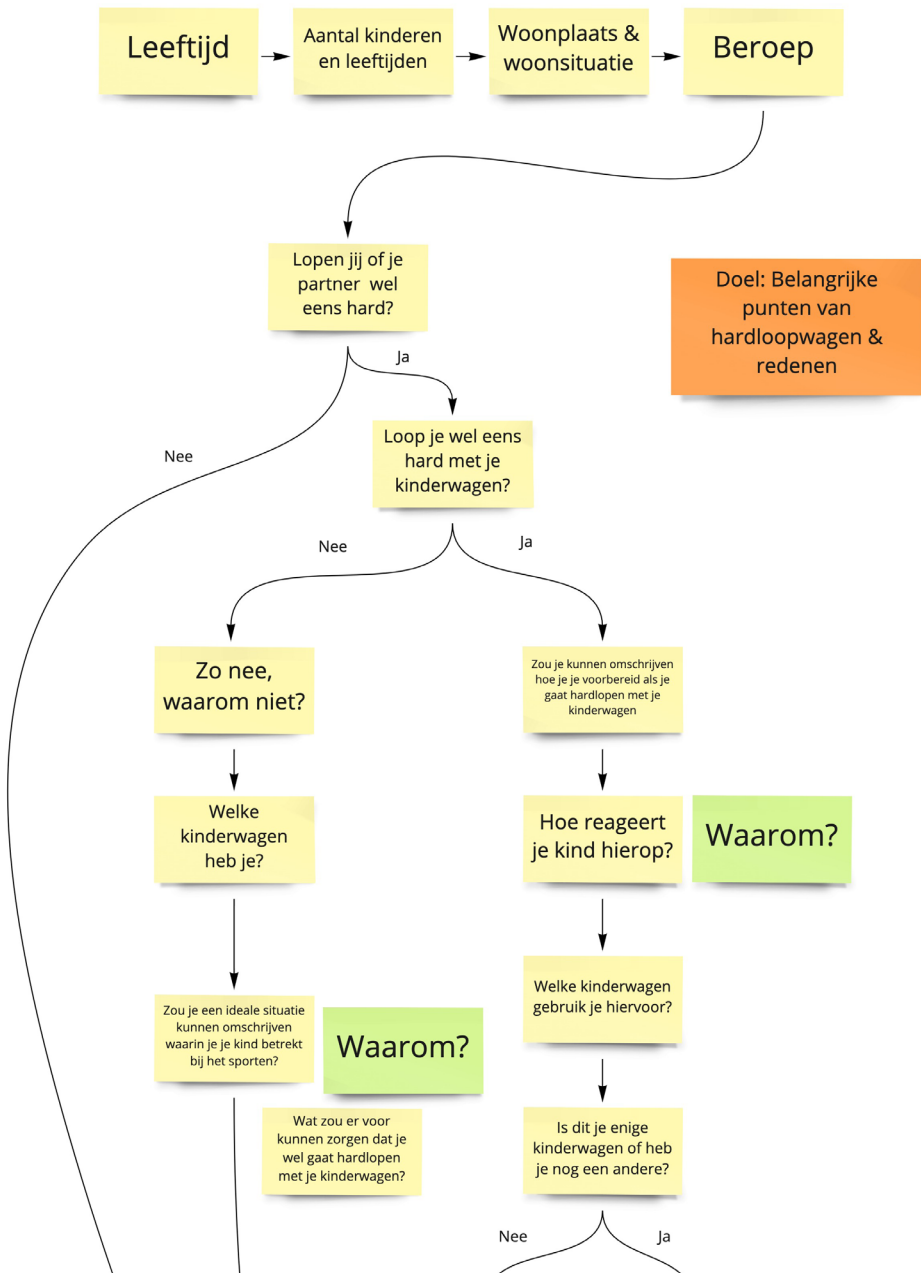 Leeftijd
Aantal kinderen
en leeftijden
Woonplaats &
woonsituatie
Beroep
Lopen jij of je
partner wel
eens hard?
Doel: Belangrijke
punten van
hardloopwagen &
redenen
Ja
Nee
Loop je wel eens
hard met je
kinderwagen?
Nee
Ja
Zo nee,
waarom niet?
Zou je kunnen omschrijven
hoe je je voorbereid als je
gaat hardlopen met je
kinderwagen
Welke
kinderwagen
heb je?
Hoe reageert
je kind hierop?
Waarom?
Welke kinderwagen
gebruik je hiervoor?
Zou je een ideale situatie
kunnen omschrijven
waarin je je kind betrekt
bij het sporten?
Waarom?
Wat zou er voor
kunnen zorgen dat je
wel gaat hardlopen
met je kinderwagen?
Is dit je enige
kinderwagen of heb
je nog een andere?
Nee
Ja